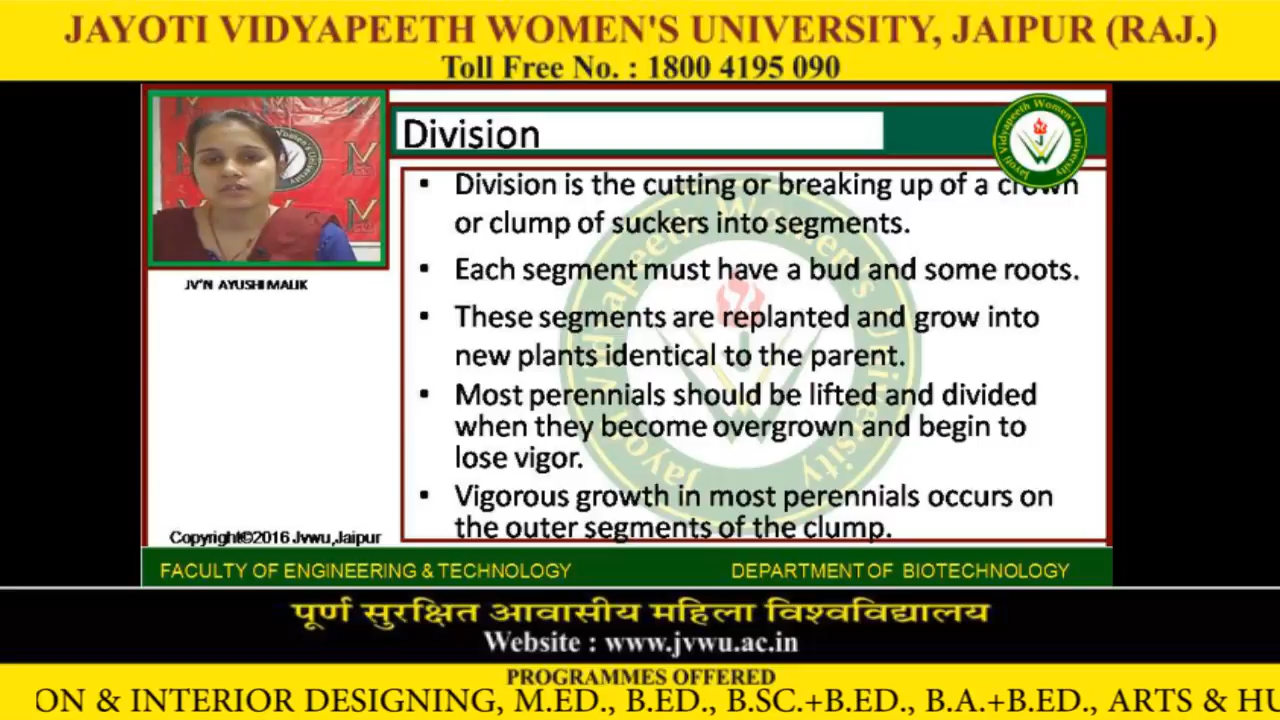 JAYOTI VIDYAPEETH WOMEN'S UNIVERSITY, JAIPUR (RAJ.)
Toll Free No. : 1800 4195 090
Division
Jayoti Vidyapeeth Women's University
• Division is the cutting or breaking up of a crown
or clump of suckers into segments.
• Each segment must have a bud and some roots.
• These segments are replanted and grow into
new plants identical to the parent.
• Most perennials should be lifted and divided
when they become overgrown and begin to
lose vigor.
• Vigorous growth in most perennials occurs on
the outer segments of the clump.
JV'N AYUSHI MALIK
Copyright©2016 Jvwu,Jaipur
FACULTY OF ENGINEERING & TECHNOLOGY
DEPARTMENT OF BIOTECHNOLOGY
पूर्ण सुरक्षित आवासीय महिला विश्वविद्यालय
Website : www.jvwu.ac.in
PROGRAMMES OFFERED
ON & INTERIOR DESIGNING, M.ED., B.ED., B.SC.+B.ED., B.A.+B.ED., ARTS & HU